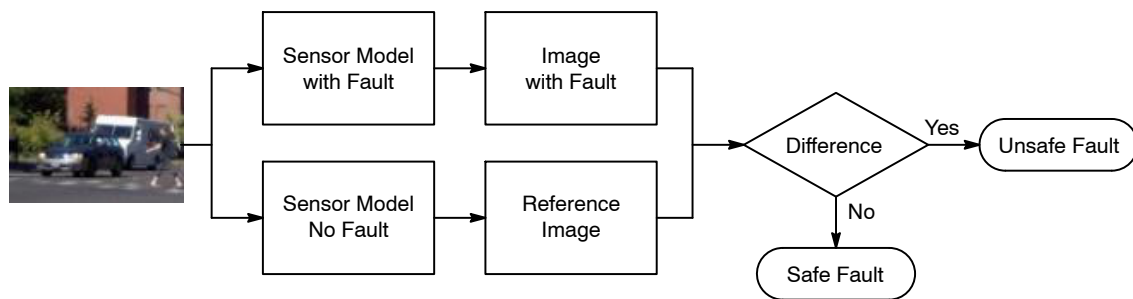 Sensor Model
with Fault
Image
with Fault
Sensor Model
No Fault
Reference
Image
Difference
Yes
Unsafe Fault
No
Safe Fault